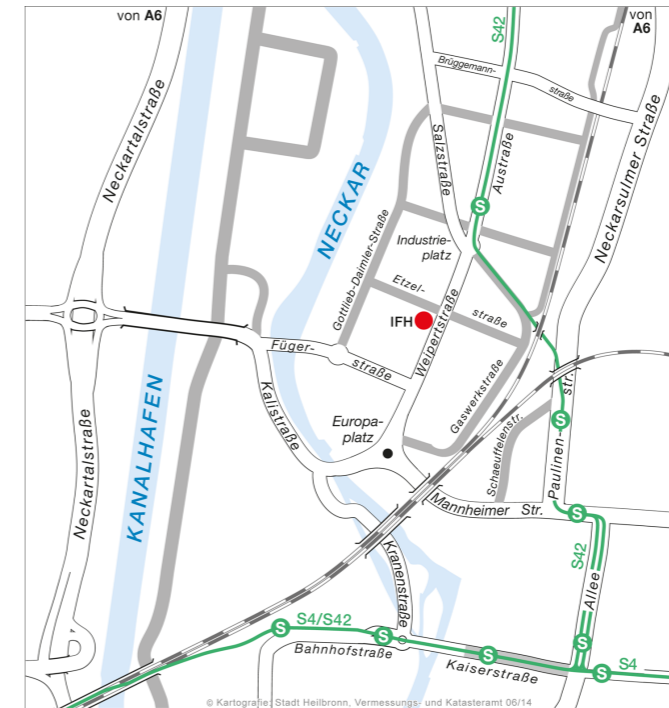 von A6
S42
von
A6
Brüggemann-
straße
Neckartalstraße
Salzstraße
Austraße
Neckarsulmer Straße
NECKAR
S
Industrie-
platz
Gottlieb-Daimler-Straße
Etzel-
straße
IFH
Weipertstraße
Füger-
straße
Kalistraße
Gaswerkstraße
Paulinen-
str.
S
Europa-
platz
Schaeuffelenstr.
KANALHAFEN
Neckartalstraße
Mannheimer Str.
S
Kranenstraße
S42
Allee
S4/S42
S
S
S
S
S
S4
Bahnhofstraße
Kaiserstraße
© Kartografie: Stadt Heilbronn, Vermessungs- und Katasteramt 06/14